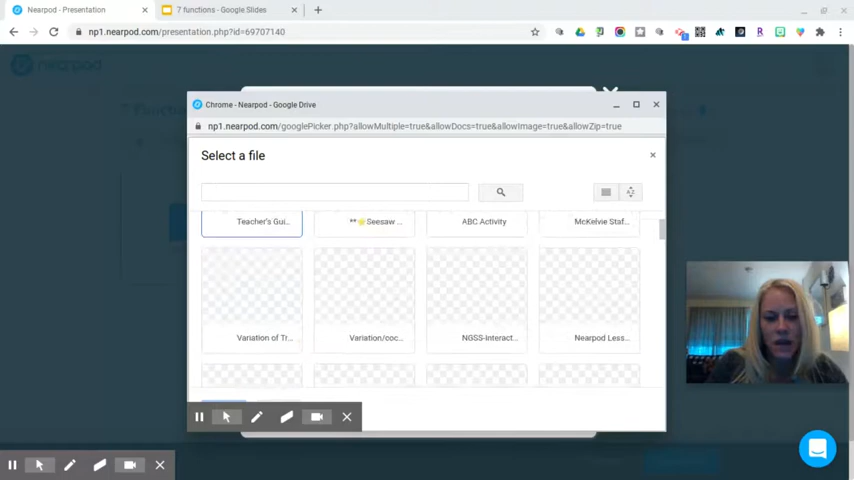 Nearpod - Presentation
7 functions - Google Slides
np1.nearpod.com/presentation.php?id=69707140
nearpod
Chrome - Nearpod - Google Drive
np1.nearpod.com/googlePicker.php?allowMultiple=true&allowDocs=true&allowImage=true&allowZip=true
Select a file
Teacher's Gui...
**⭐Seesaw ...
ABC Activity
McKelvie Staf...
Variation of Tr...
Variation/coc...
NGSS-Interact...
Nearpod Less...